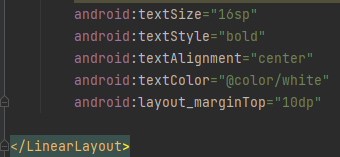 android:textSize="16sp"
android:textStyle="bold"
android:textAlignment="center"
android:textColor="@color/white"
android:layout_marginTop="10dp"
</LinearLayout>